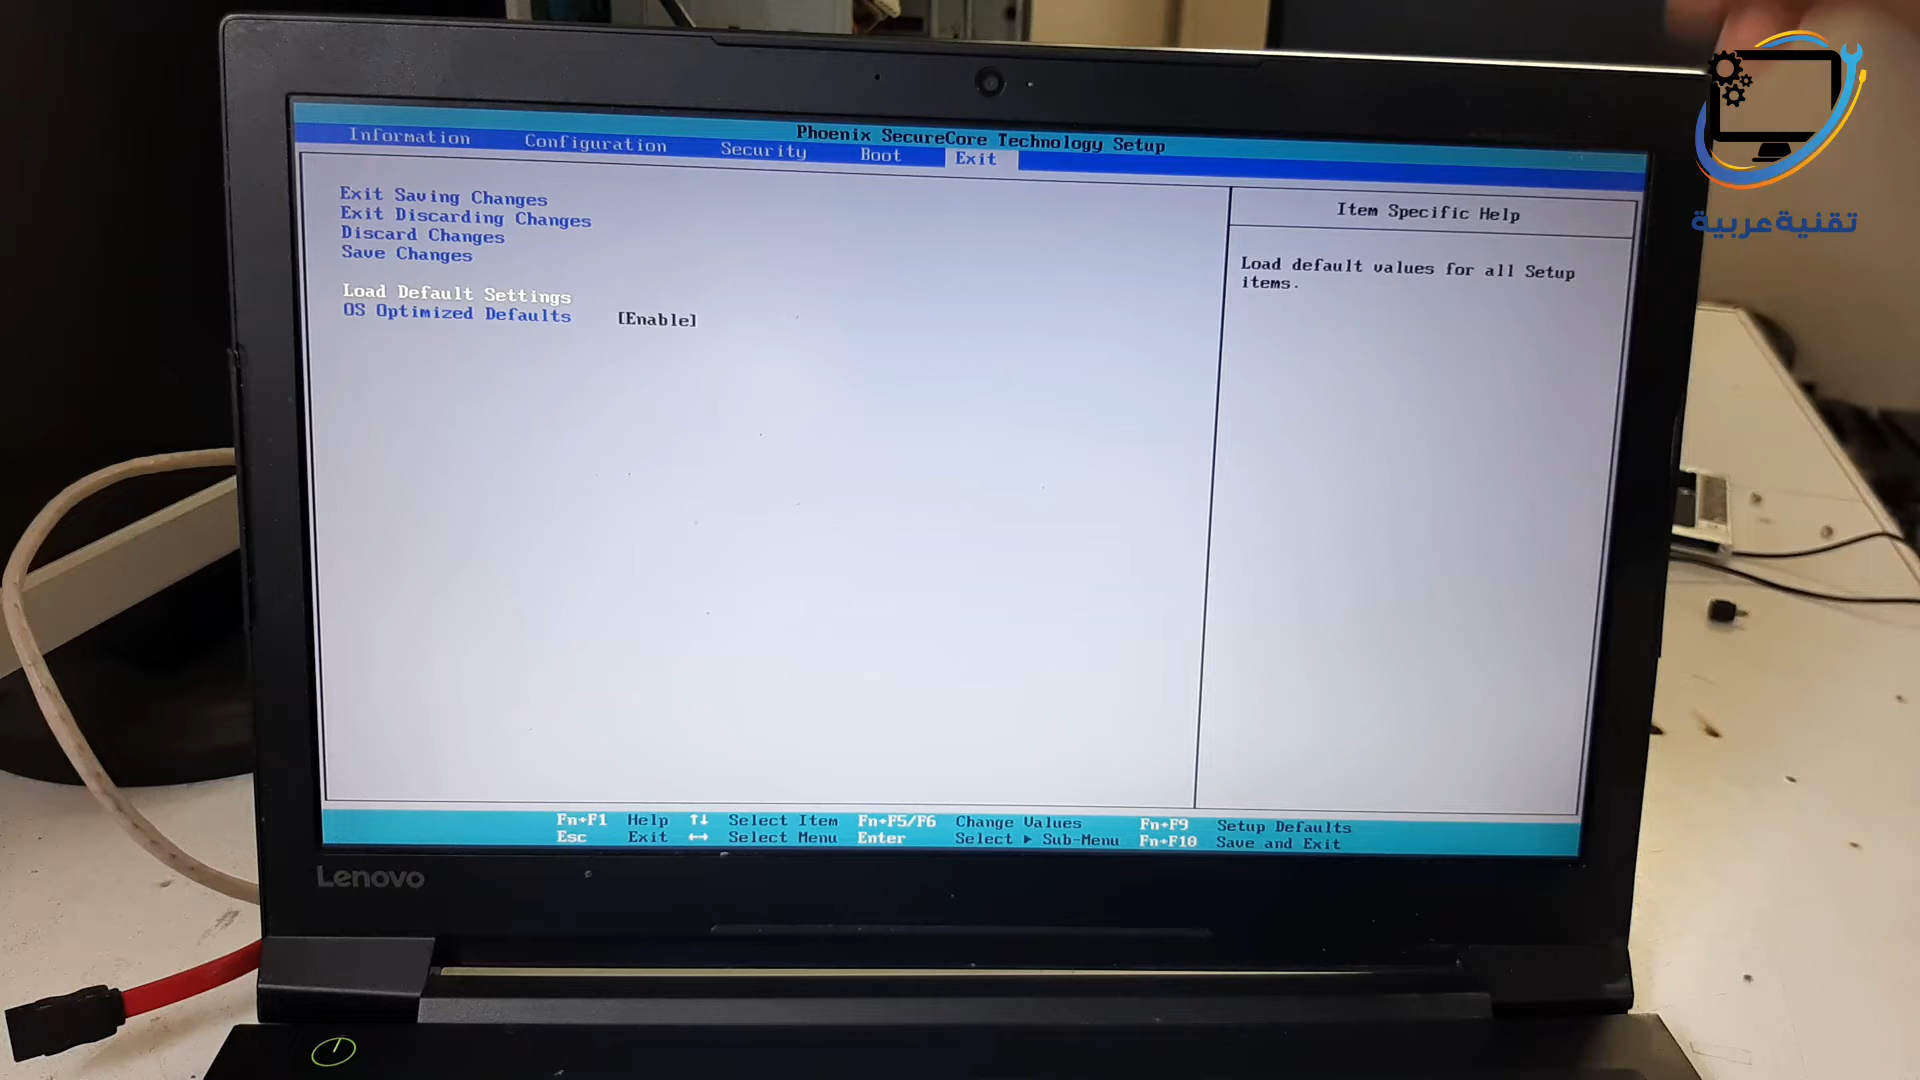 Phoenix SecureCore Technology Setup
Information Configuration Security Boot Exit
Exit Saving Changes
Exit Discarding Changes
Discard Changes
Save Changes
Load Default Settings
OS Optimized Defaults [Enable]
Item Specific Help
Load default values for all Setup
items.
Fn+F1 Help ↑↓ Select Item Fn+F5/F6 Change Values Fn+F9 Setup Defaults
Esc Exit ↔ Select Menu Enter Select ▶ Sub-Menu Fn+F10 Save and Exit
Lenovo
تقنية عربية